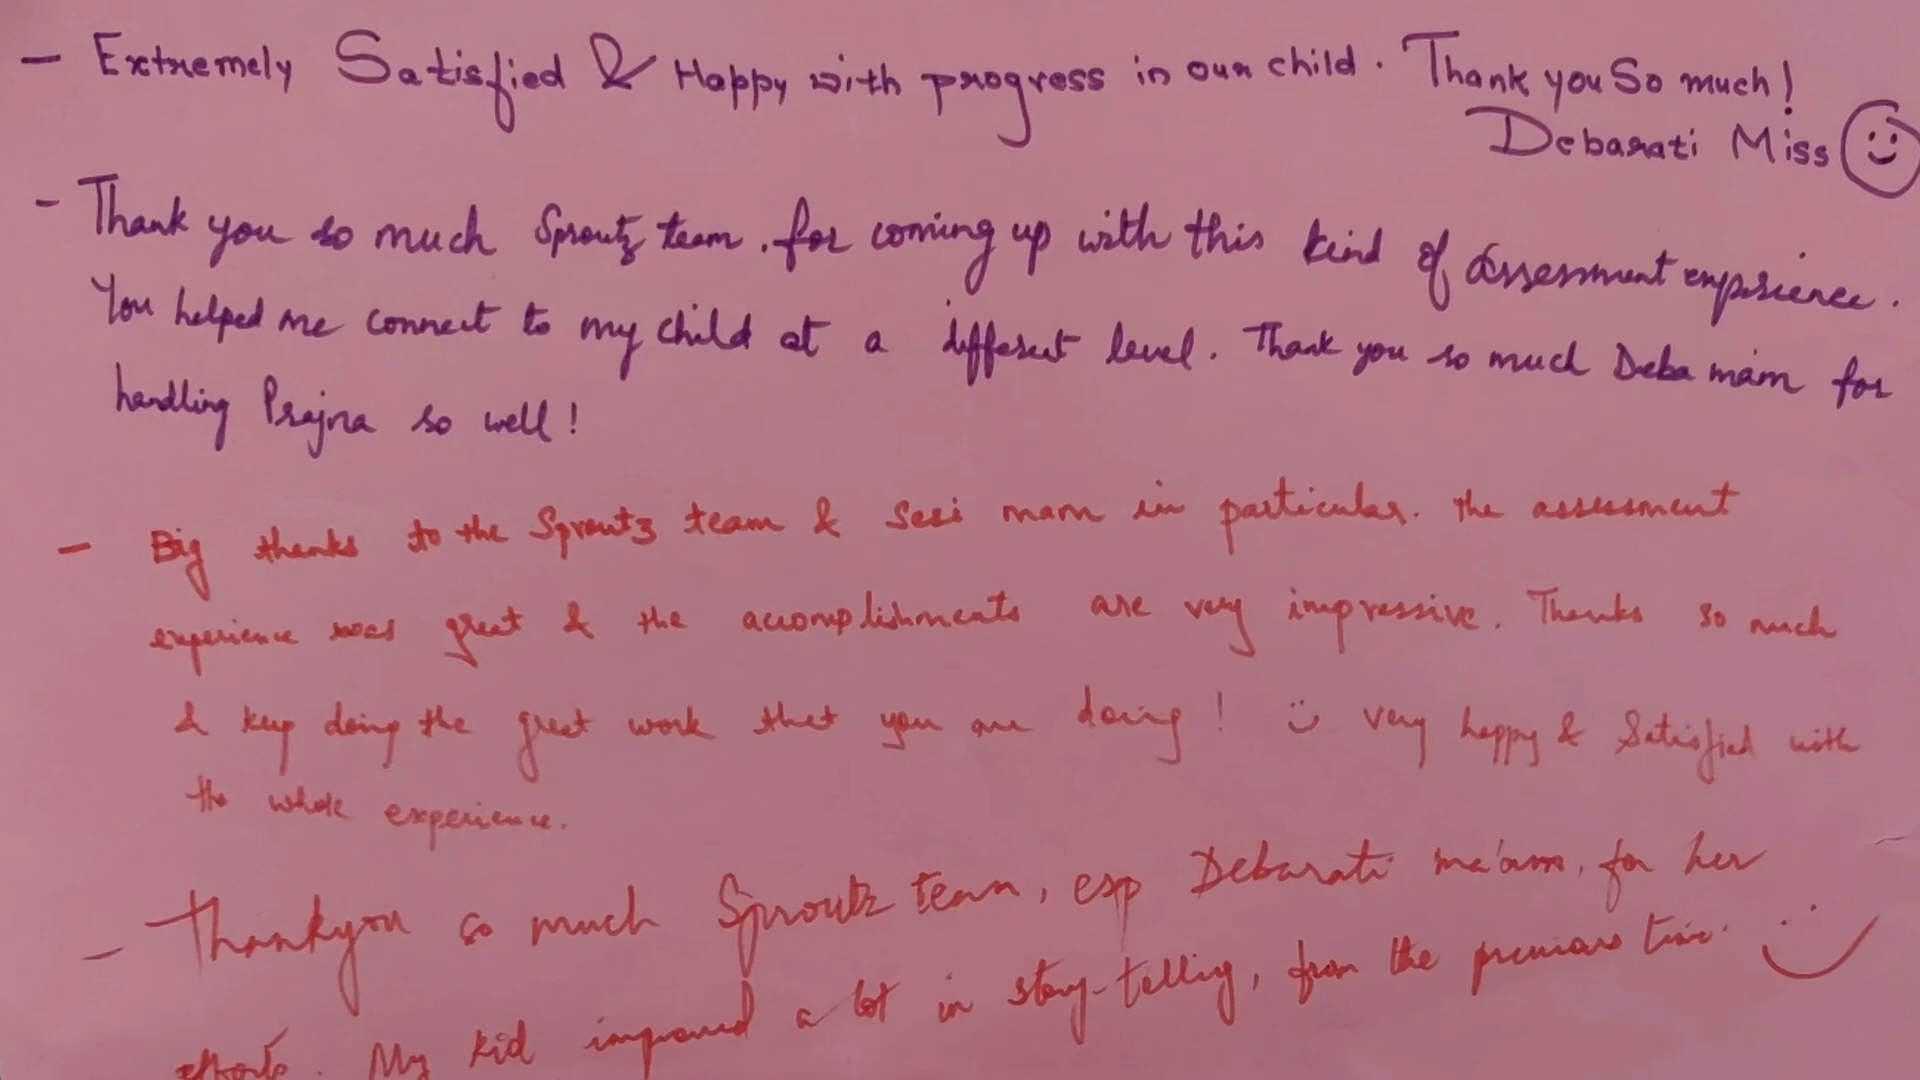 - Extremely Satisfied & Happy with progress in our child. Thank you So much!
Debarati Miss
- Thank you so much Sproutz team, for coming up with this kind of assessment experience.
You helped me connect to my child at a different level. Thank you so much Deba mam for
handling Prajna so well!
- Big thanks to the Sproutz team & Sesi mam in particular. The assessment
experience was great & the accomplishments are very impressive. Thanks so much
& keep doing the great work that you are doing! very happy & Satisfied with
the whole experience.
- Thankyou so much Sproutz team, esp Debarati ma'am, for her
efforts. My kid improved a lot in story-telling, from the previous time.